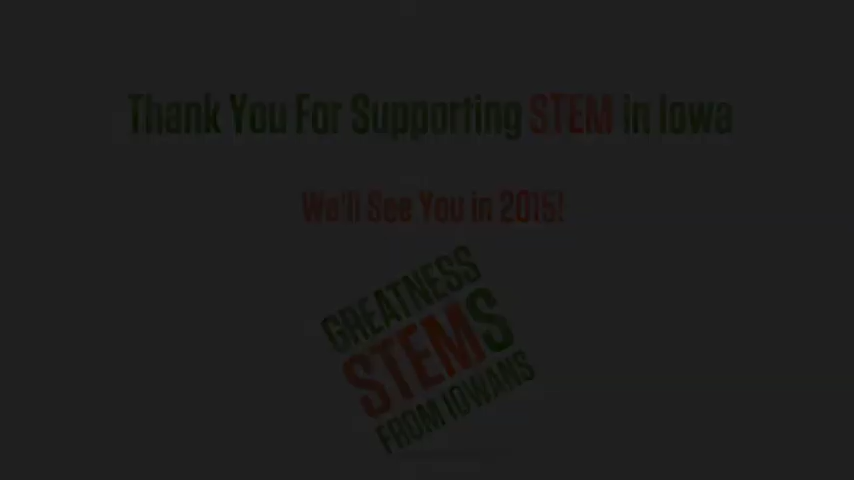 Thank You For Supporting STEM in Iowa
We'll See You in 2015!
GREATNESS
STEMS
FROM IOWANS